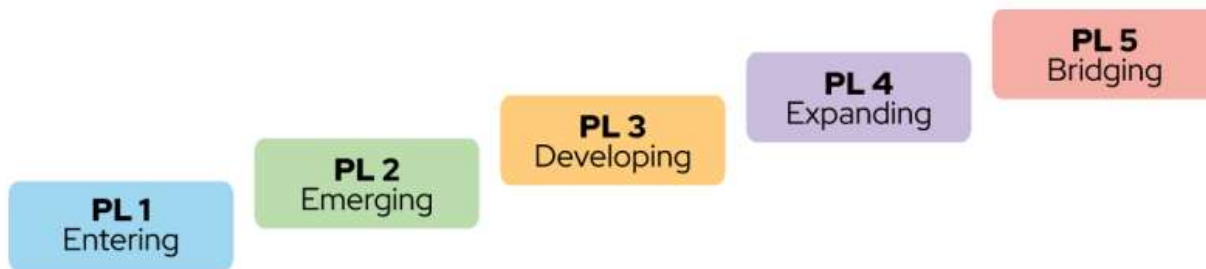 PL 1
Entering
PL 2
Emerging
PL 3
Developing
PL 4
Expanding
PL 5
Bridging